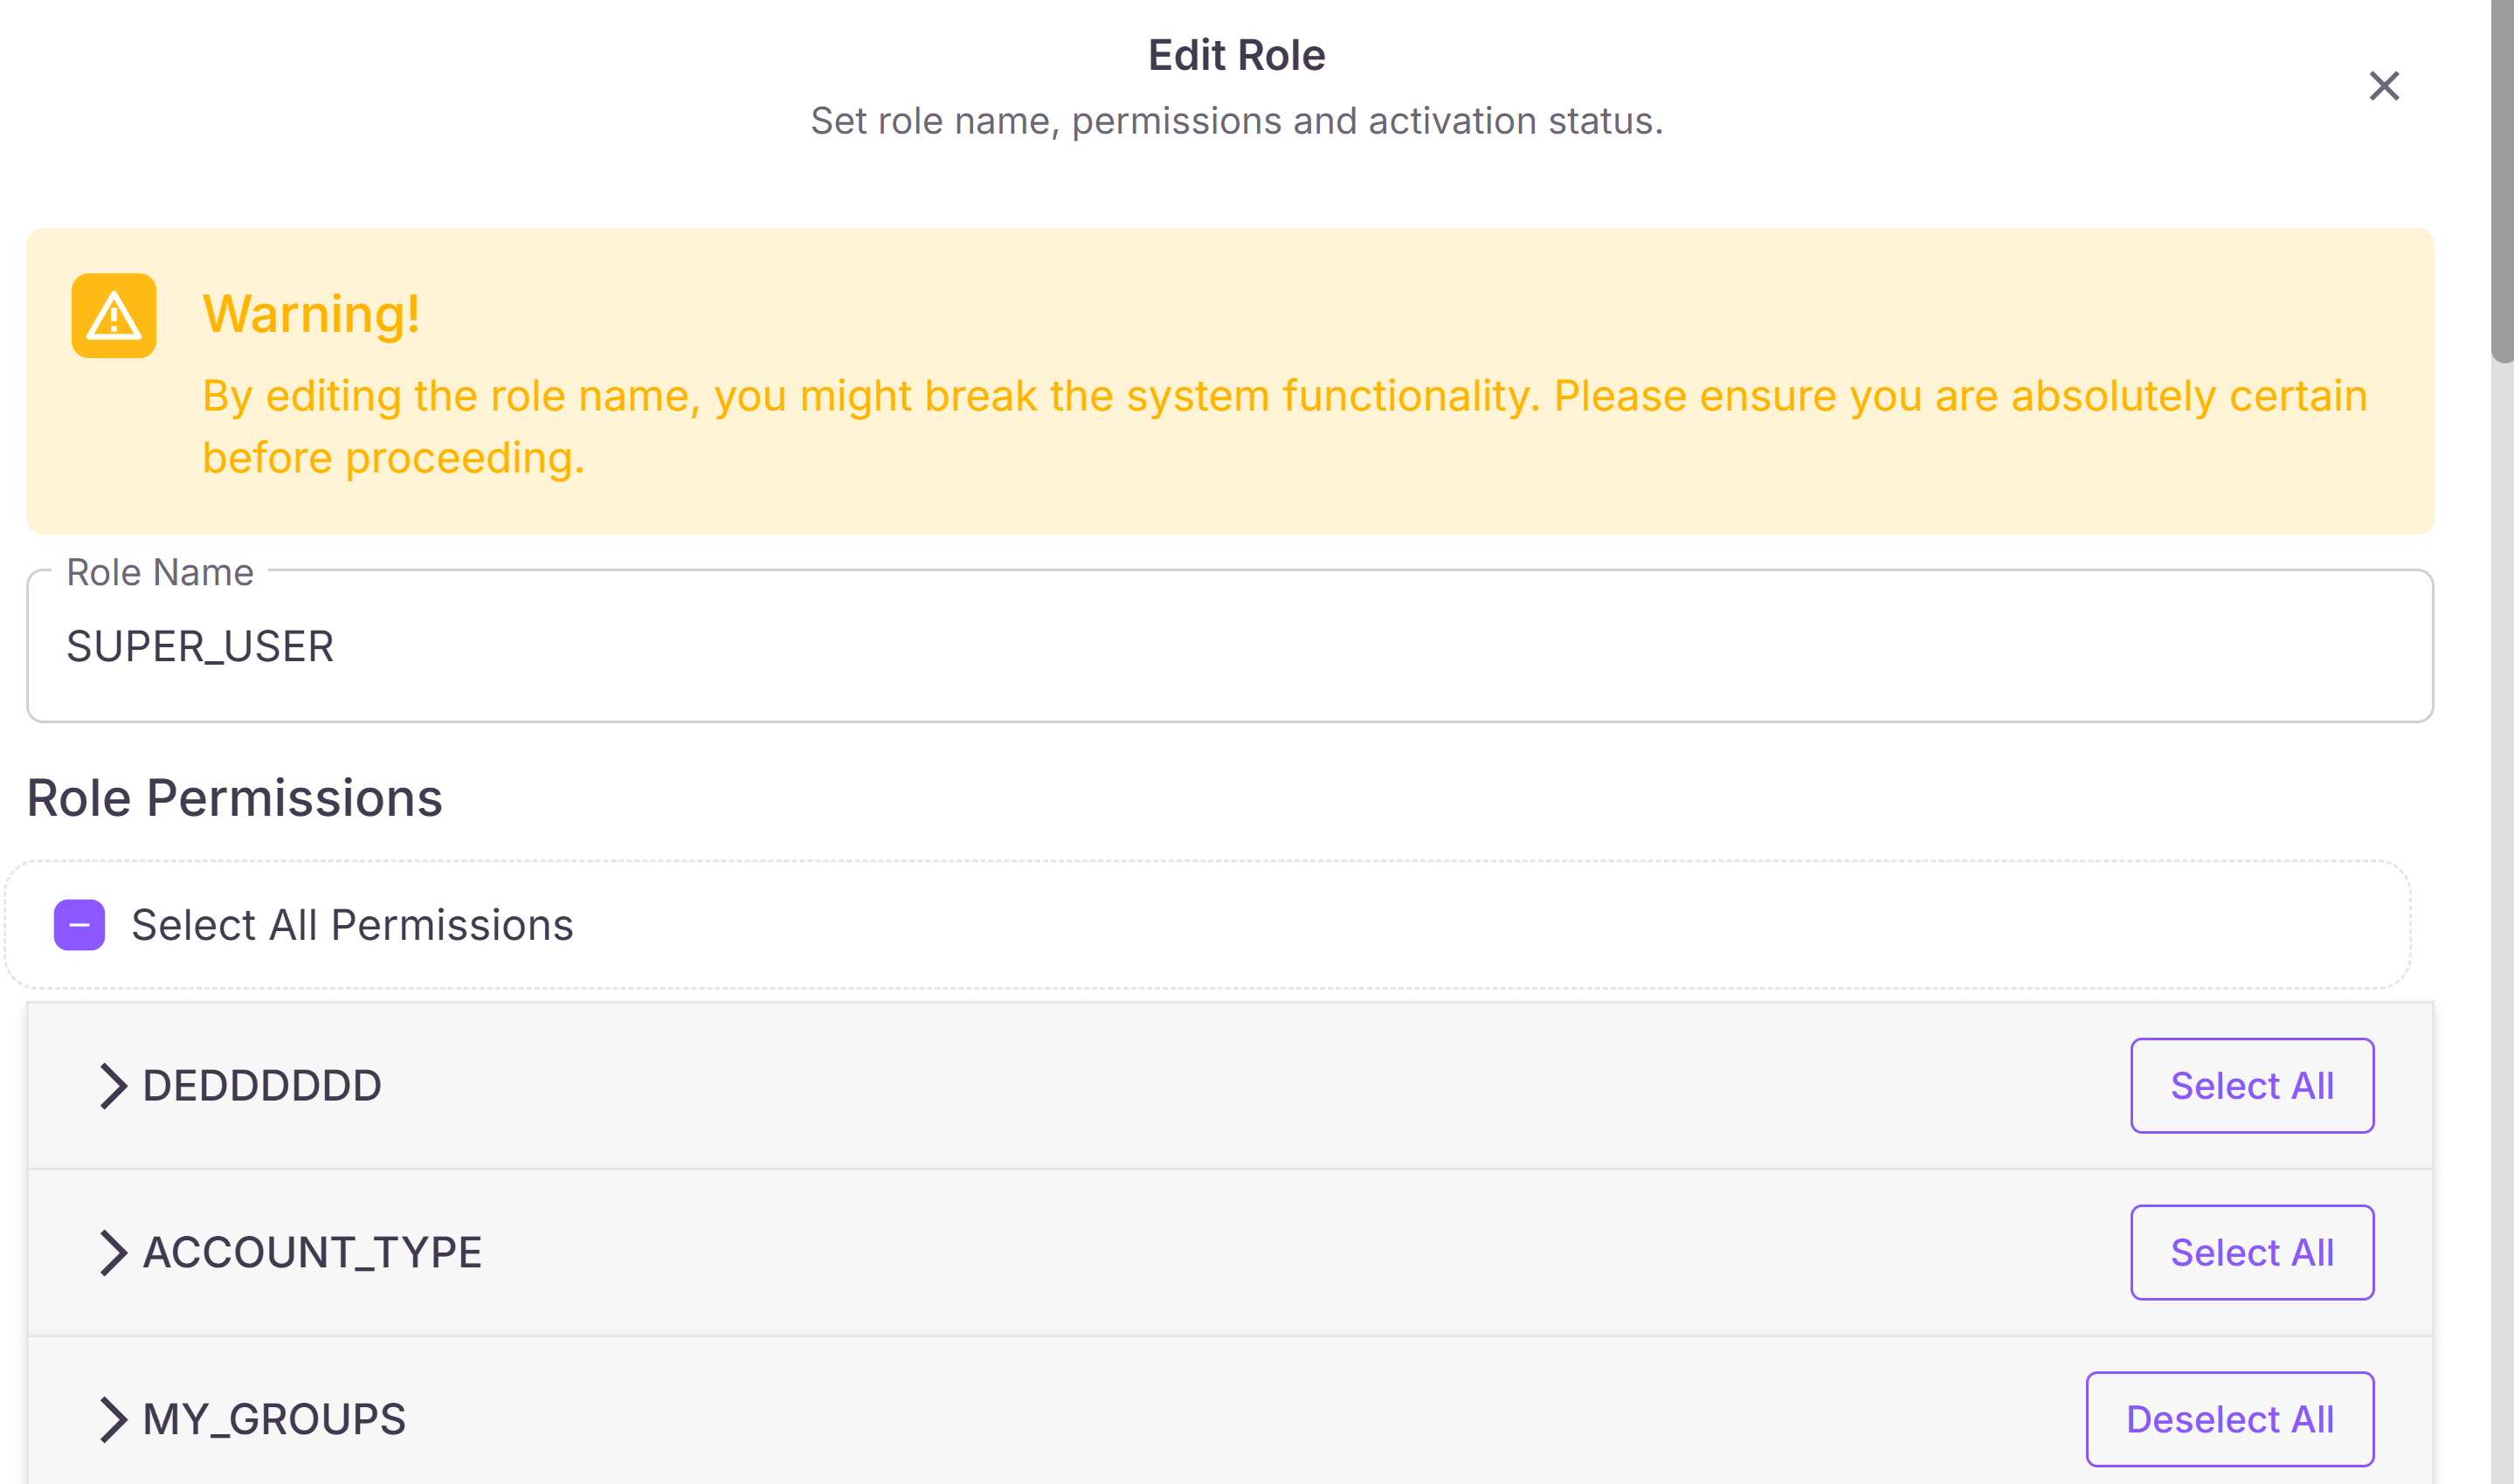 Edit Role
Set role name, permissions and activation status.
Warning!
By editing the role name, you might break the system functionality. Please ensure you are absolutely certain
before proceeding.
Role Name
SUPER_USER
Role Permissions
Select All Permissions
DEDDDDDD
Select All
ACCOUNT_TYPE
Select All
MY_GROUPS
Deselect All